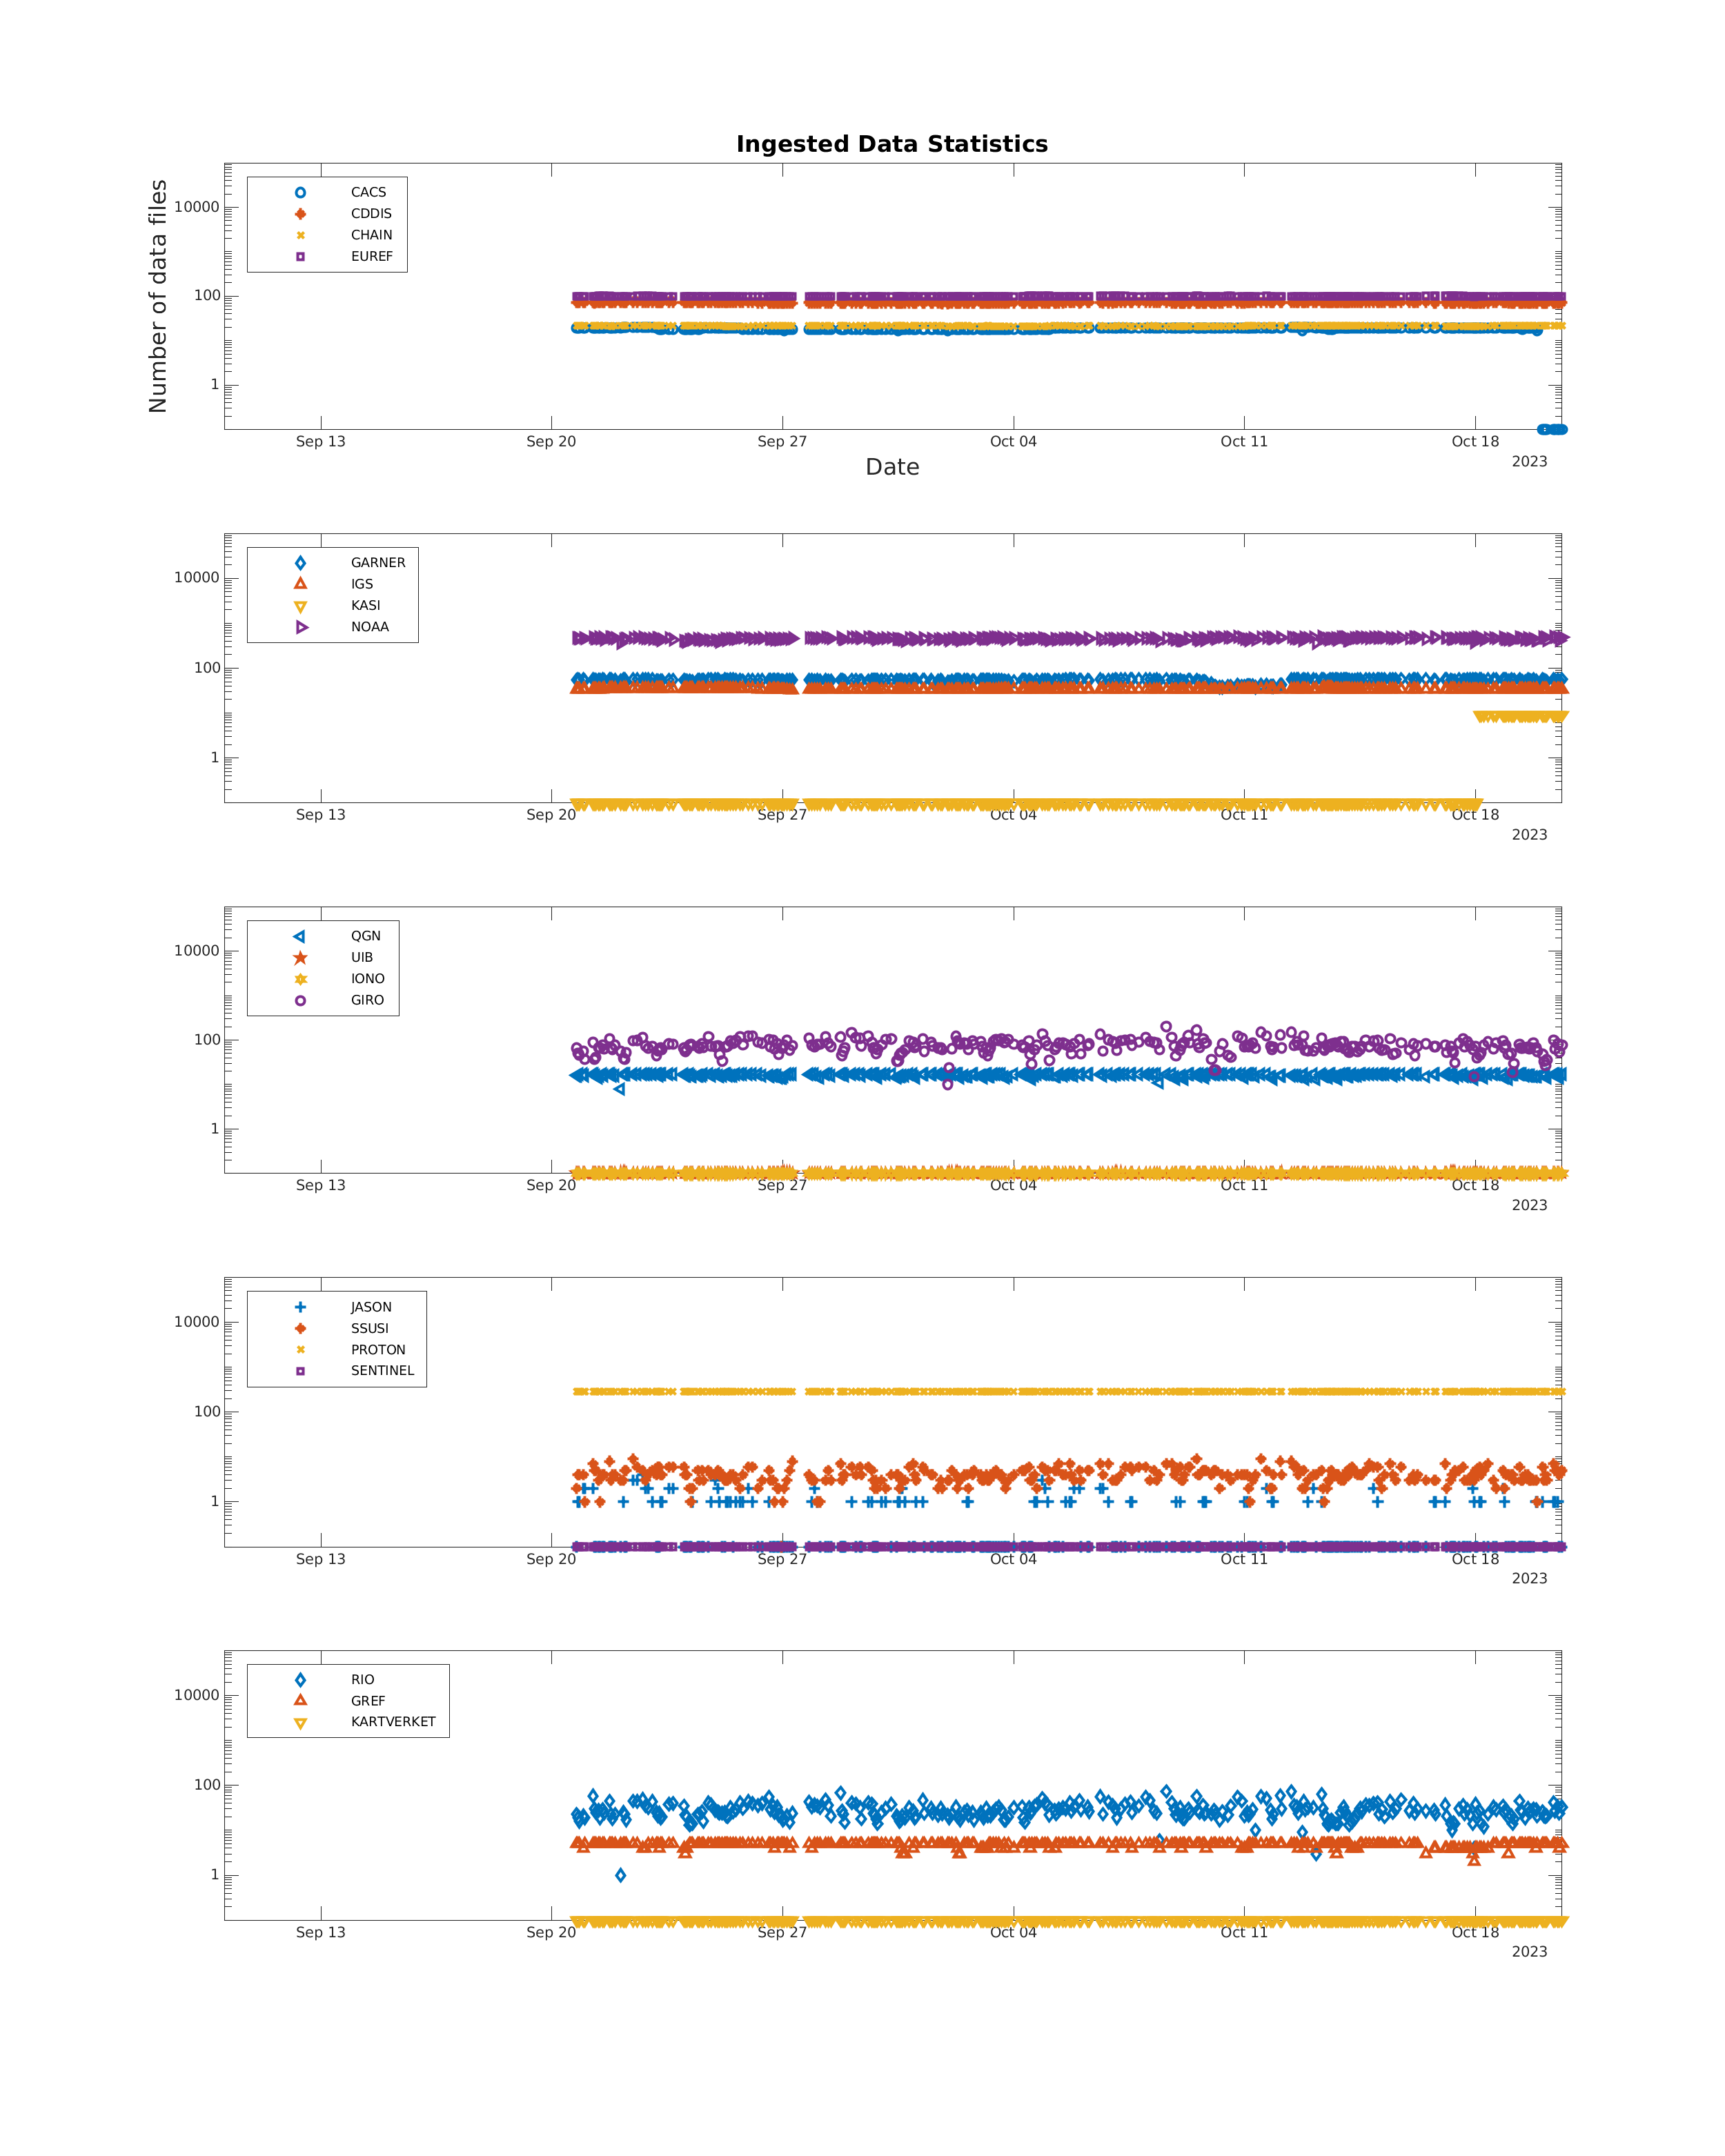 Ingested Data Statistics
Number of data files
CACS
CDDIS
CHAIN
EUREF
10000
100
1
Sep 13 Sep 20 Sep 27 Oct 04 Oct 11 Oct 18
2023
Date
GARNER
IGS
KASI
NOAA
10000
100
1
Sep 13 Sep 20 Sep 27 Oct 04 Oct 11 Oct 18
2023
QGN
UIB
IONO
GIRO
10000
100
1
Sep 13 Sep 20 Sep 27 Oct 04 Oct 11 Oct 18
2023
JASON
SSUSI
PROTON
SENTINEL
10000
100
1
Sep 13 Sep 20 Sep 27 Oct 04 Oct 11 Oct 18
2023
RIO
GREF
KARTVERKET
10000
100
1
Sep 13 Sep 20 Sep 27 Oct 04 Oct 11 Oct 18
2023